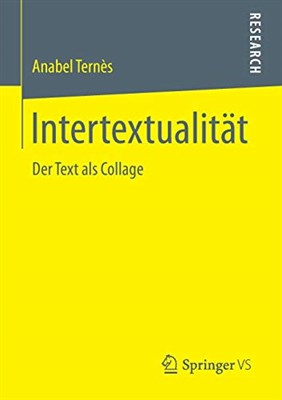 RESEARCH
Anabel Ternès
Intertextualität
Der Text als Collage
Springer VS